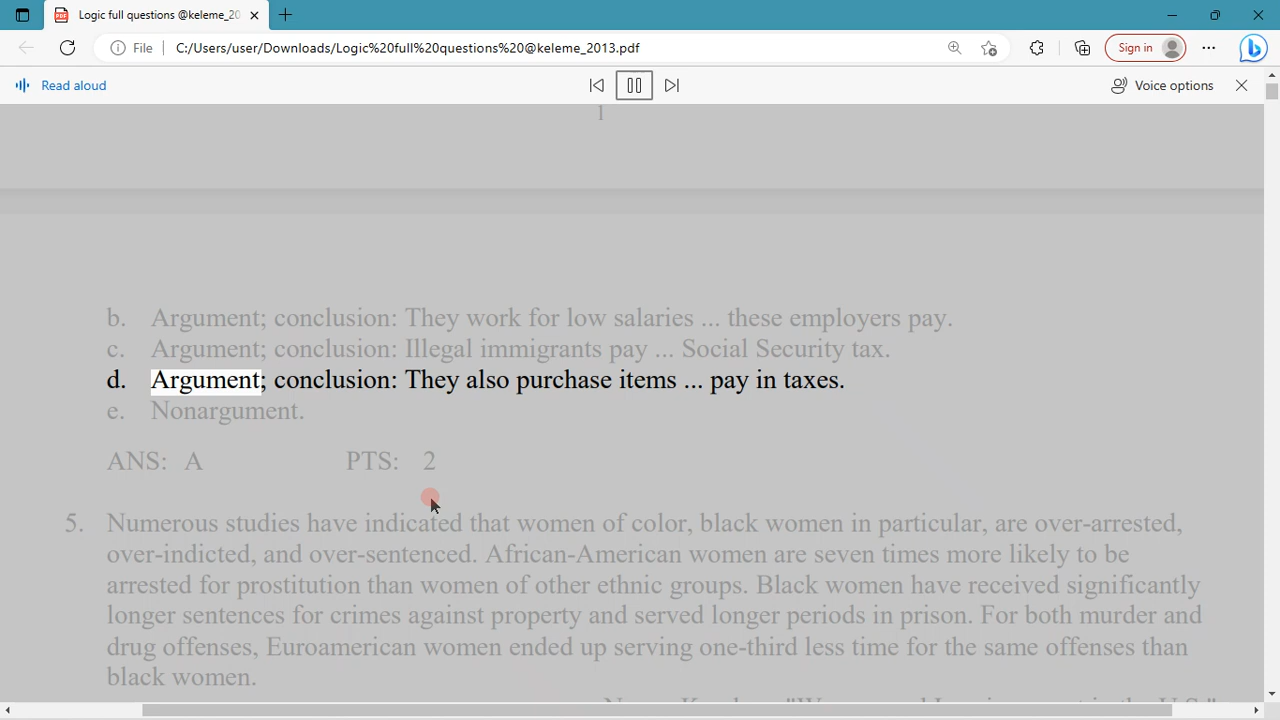 Logic full questions @keleme_20
File
C:/Users/user/Downloads/Logic%20full%20questions%20@keleme_2013.pdf
Sign in
Read aloud
Voice options
1
b. Argument; conclusion: They work for low salaries ... these employers pay.
c. Argument; conclusion: Illegal immigrants pay ... Social Security tax.
d. Argument; conclusion: They also purchase items ... pay in taxes.
e. Nonargument.
ANS: A PTS: 2
5. Numerous studies have indicated that women of color, black women in particular, are over-arrested,
over-indicted, and over-sentenced. African-American women are seven times more likely to be
arrested for prostitution than women of other ethnic groups. Black women have received significantly
longer sentences for crimes against property and served longer periods in prison. For both murder and
drug offenses, Euroamerican women ended up serving one-third less time for the same offenses than
black women.